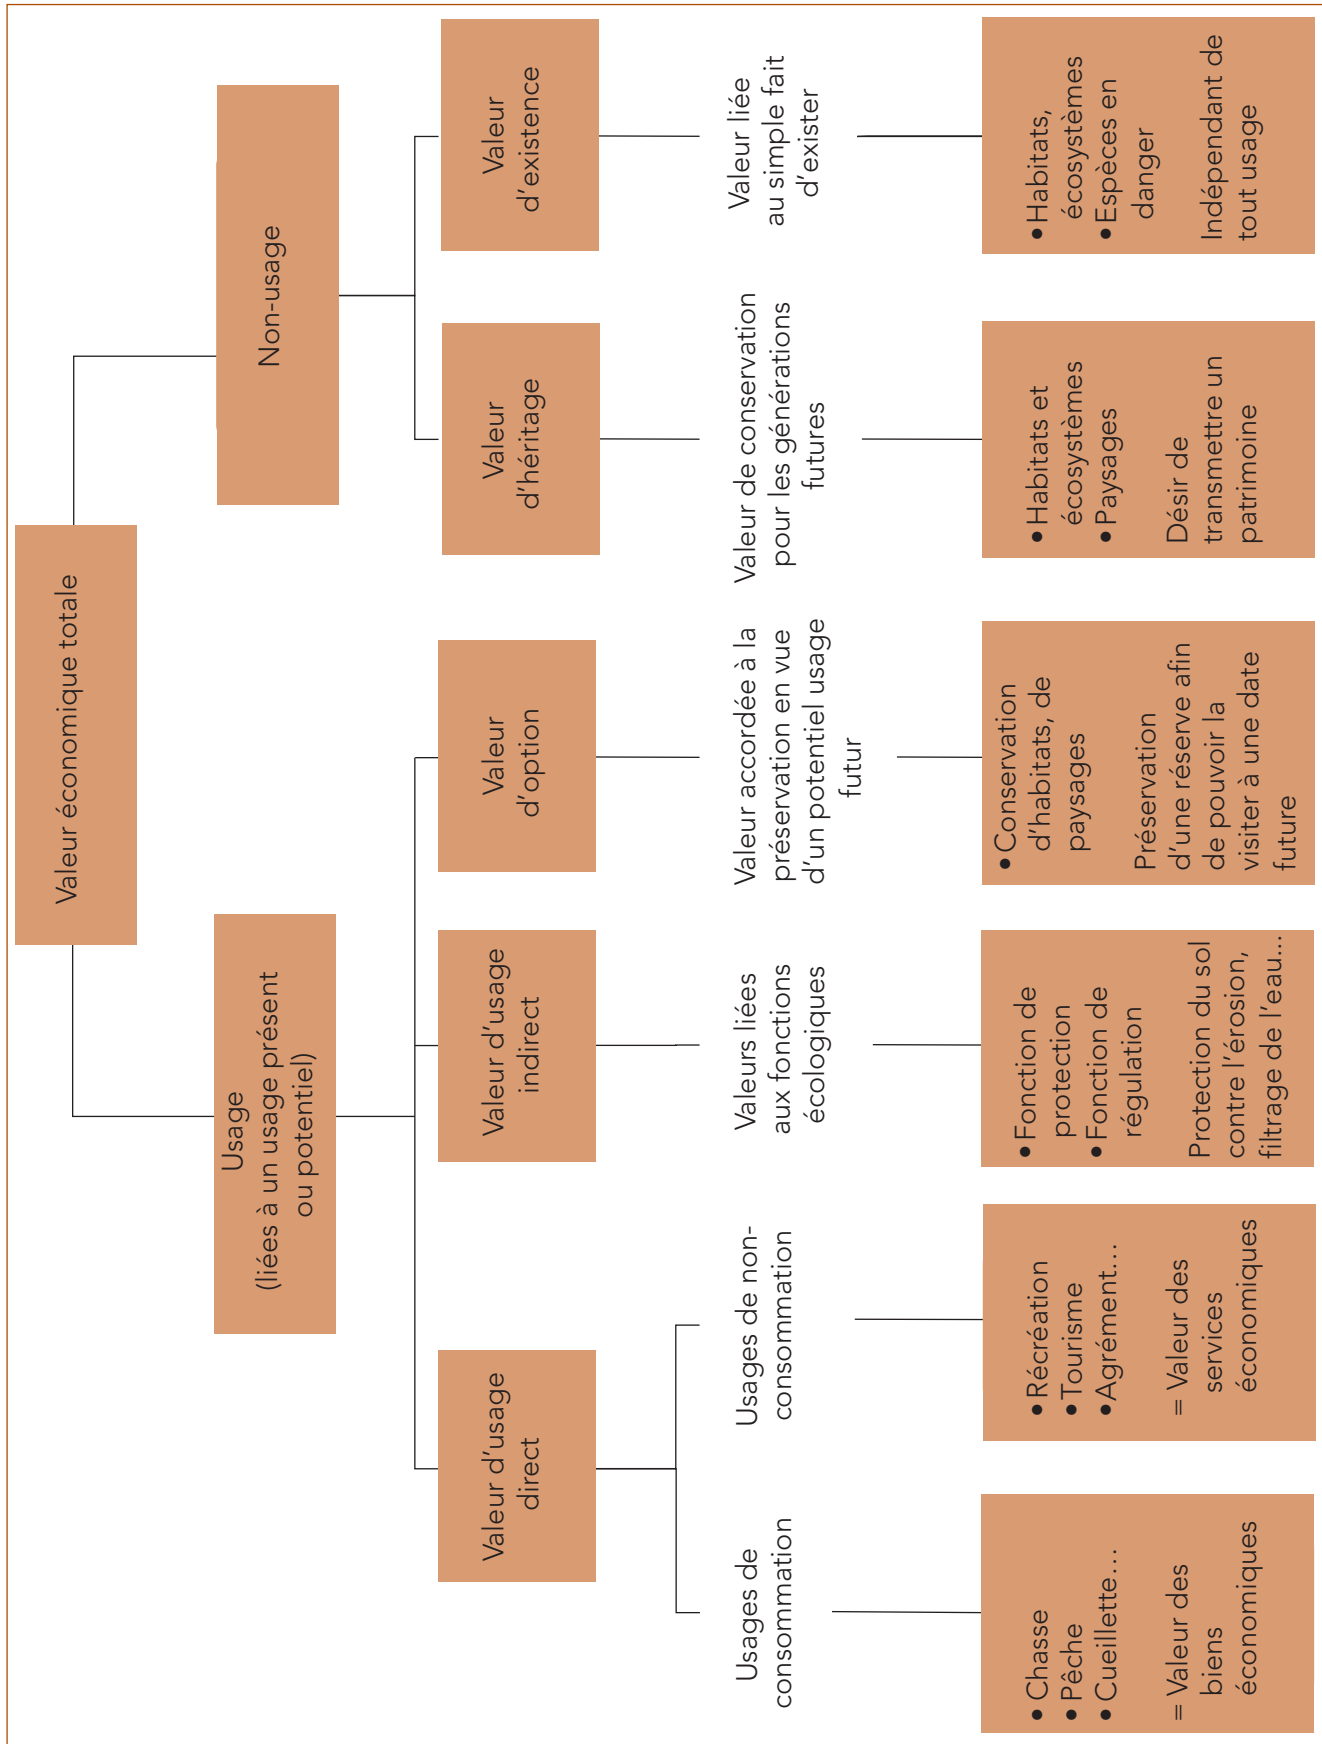 Valeur économique totale
Usage
(liées à un usage présent
ou potentiel)
Non-usage
Valeur d'usage
direct
Valeur d'usage
indirect
Valeur
d'option
Valeur
d'héritage
Valeur
d'existence
Usages de
consommation
Usages de non-
consommation
Valeurs liées
aux fonctions
écologiques
Valeur accordée à la
préservation en vue
d'un potentiel usage
futur
Valeur de conservation
pour les générations
futures
Valeur liée
au simple fait
d'exister
• Chasse
• Pêche
• Cueillette…
= Valeur des
biens
économiques
• Récréation
• Tourisme
• Agrément…
= Valeur des
services
économiques
• Fonction de
protection
• Fonction de
régulation
Protection du sol
contre l'érosion,
filtrage de l'eau…
• Conservation
d'habitats, de
paysages
Préservation
d'une réserve afin
de pouvoir la
visiter à une date
future
• Habitats et
écosystèmes
• Paysages
Désir de
transmettre un
patrimoine
• Habitats,
écosystèmes
• Espèces en
danger
Indépendant de
tout usage